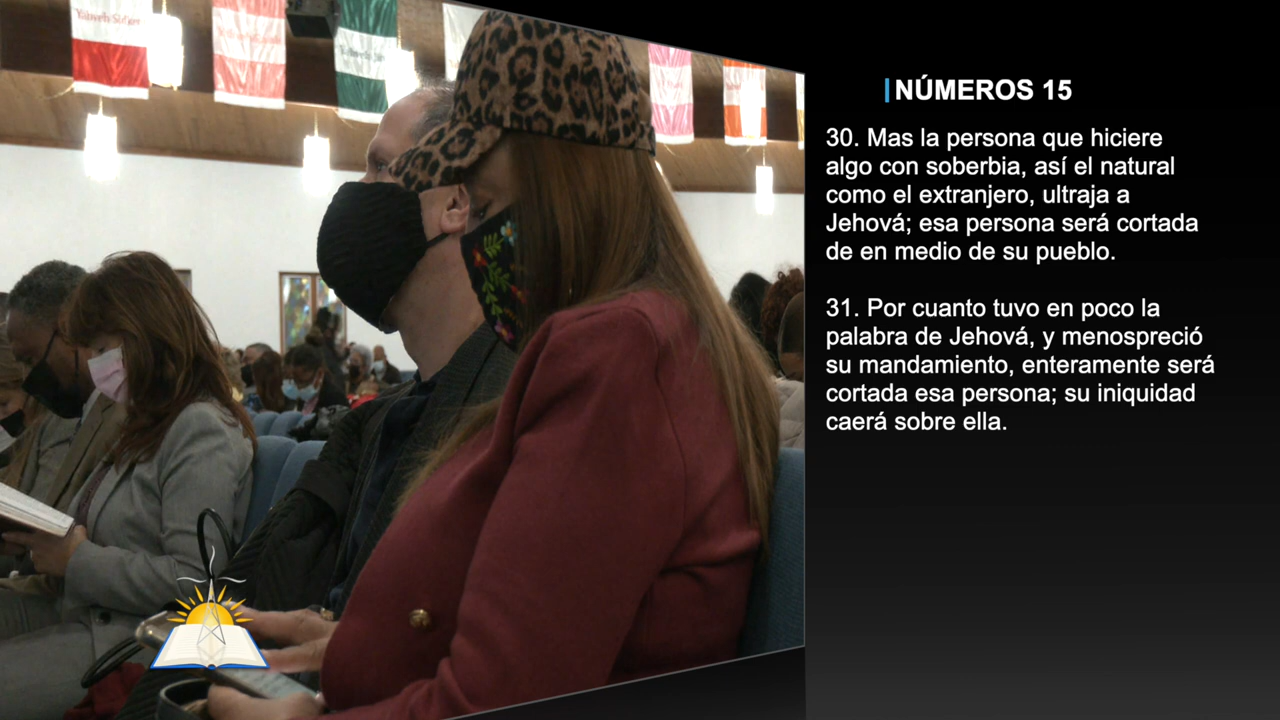 NÚMEROS 15
30. Mas la persona que hiciere
algo con soberbia, así el natural
como el extranjero, ultraja a
Jehová; esa persona será cortada
de en medio de su pueblo.
31. Por cuanto tuvo en poco la
palabra de Jehová, y menospreció
su mandamiento, enteramente será
cortada esa persona; su iniquidad
caerá sobre ella.